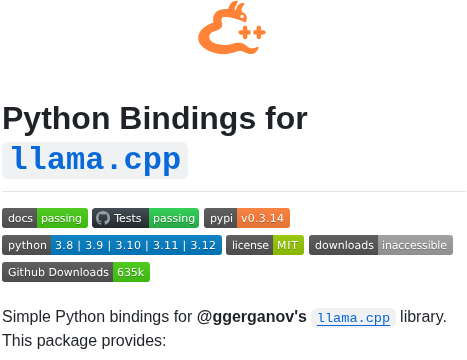 ++
Python Bindings for
llama.cpp
docs passing Tests passing pypi v0.3.14
python 3.8 | 3.9 | 3.10 | 3.11 | 3.12 license MIT downloads inaccessible
Github Downloads 635k
Simple Python bindings for @ggerganov's llama.cpp library.
This package provides: